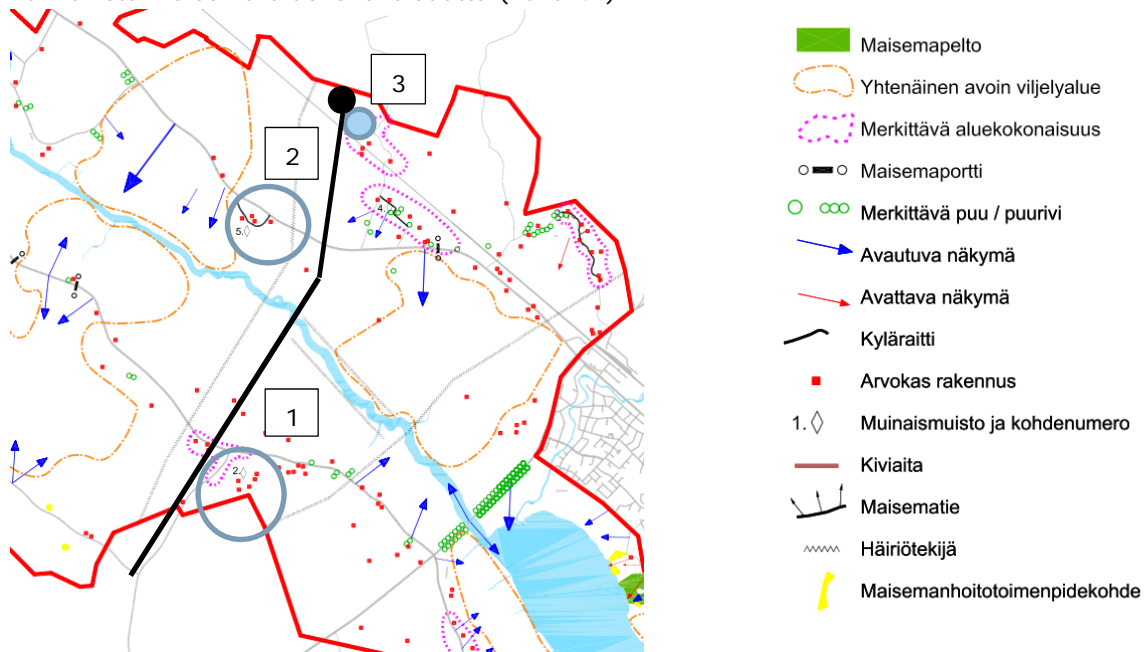 3
2
4.
5.
1
2.
Maisemapelto
Yhtenäinen avoin viljelyalue
Merkittävä aluekokonaisuus
Maisemaportti
Merkittävä puu / puurivi
Avautuva näkymä
Avattava näkymä
Kyläraitti
Arvokas rakennus
1. Muinaismuisto ja kohdenumero
Kiviaita
Maisematie
Häiriötekijä
Maisemanhoitotoimenpidekohde